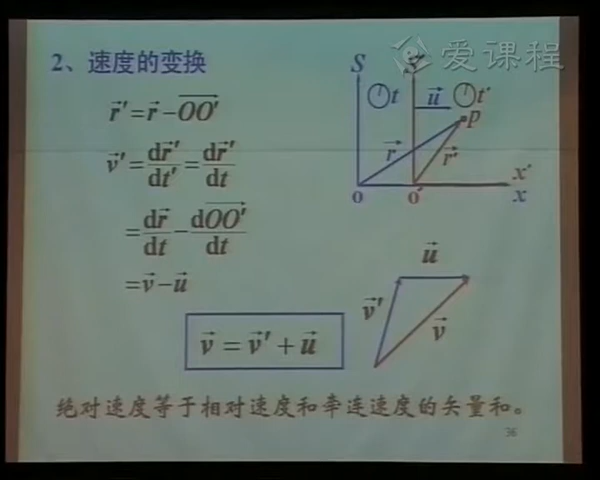 爱课程
2、速度的变换
r⃗′=r⃗−OO′⃗
v⃗′=dr⃗′/dt′=dr⃗′/dt
=dr⃗/dt−dOO′⃗/dt
=v⃗−u⃗
v⃗=v⃗′+u⃗
S S′
t u⃗ t′
P
r⃗ r⃗′
x′
o o′ x
u⃗
v⃗′ v⃗
绝对速度等于相对速度和牵连速度的矢量和。
36